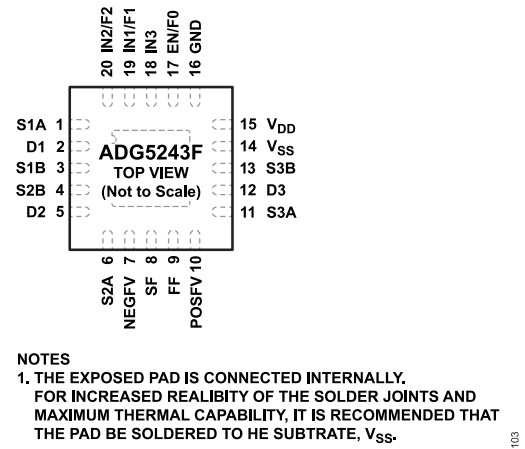 20 IN2/F2
19 IN1/F1
18 IN3
17 EN/F0
16 GND
S1A 1
D1 2
S1B 3
S2B 4
D2 5
ADG5243F
TOP VIEW
(Not to Scale)
15 VDD
14 VSS
13 S3B
12 D3
11 S3A
S2A 6
NEGFV 7
SF 8
FF 9
POSFV 10
NOTES
1. THE EXPOSED PAD IS CONNECTED INTERNALLY.
FOR INCREASED REALIBITY OF THE SOLDER JOINTS AND
MAXIMUM THERMAL CAPABILITY, IT IS RECOMMENDED THAT
THE PAD BE SOLDERED TO HE SUBTRATE, VSS.
103